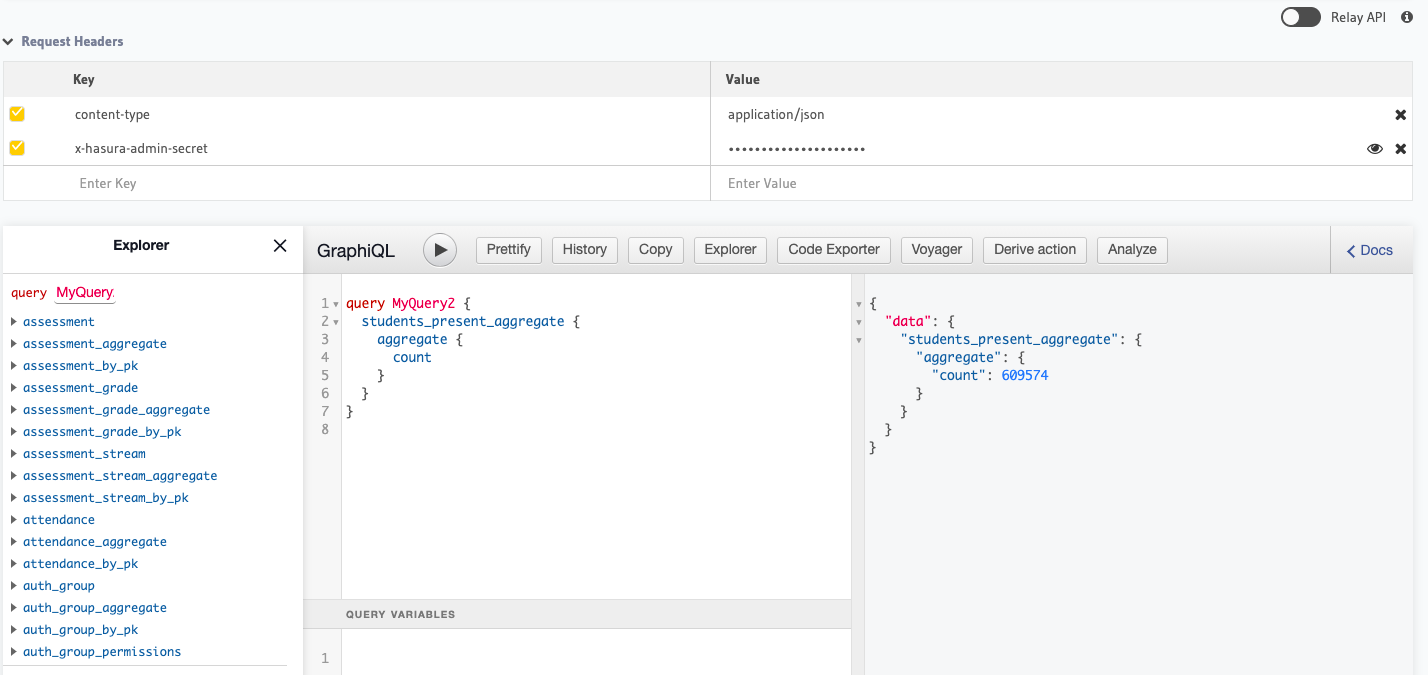 Relay API
Request Headers
Key Value
content-type application/json
x-hasura-admin-secret •••••••••••••••••••••
Enter Key Enter Value
Explorer
GraphiQL Prettify History Copy Explorer Code Exporter Voyager Derive action Analyze Docs
query MyQuery
assessment
assessment_aggregate
assessment_by_pk
assessment_grade
assessment_grade_aggregate
assessment_grade_by_pk
assessment_stream
assessment_stream_aggregate
assessment_stream_by_pk
attendance
attendance_aggregate
attendance_by_pk
auth_group
auth_group_aggregate
auth_group_by_pk
auth_group_permissions
1 query MyQuery2 {
2 students_present_aggregate {
3 aggregate {
4 count
5 }
6 }
7 }
8
QUERY VARIABLES
1
{
"data": {
"students_present_aggregate": {
"aggregate": {
"count": 609574
}
}
}
}